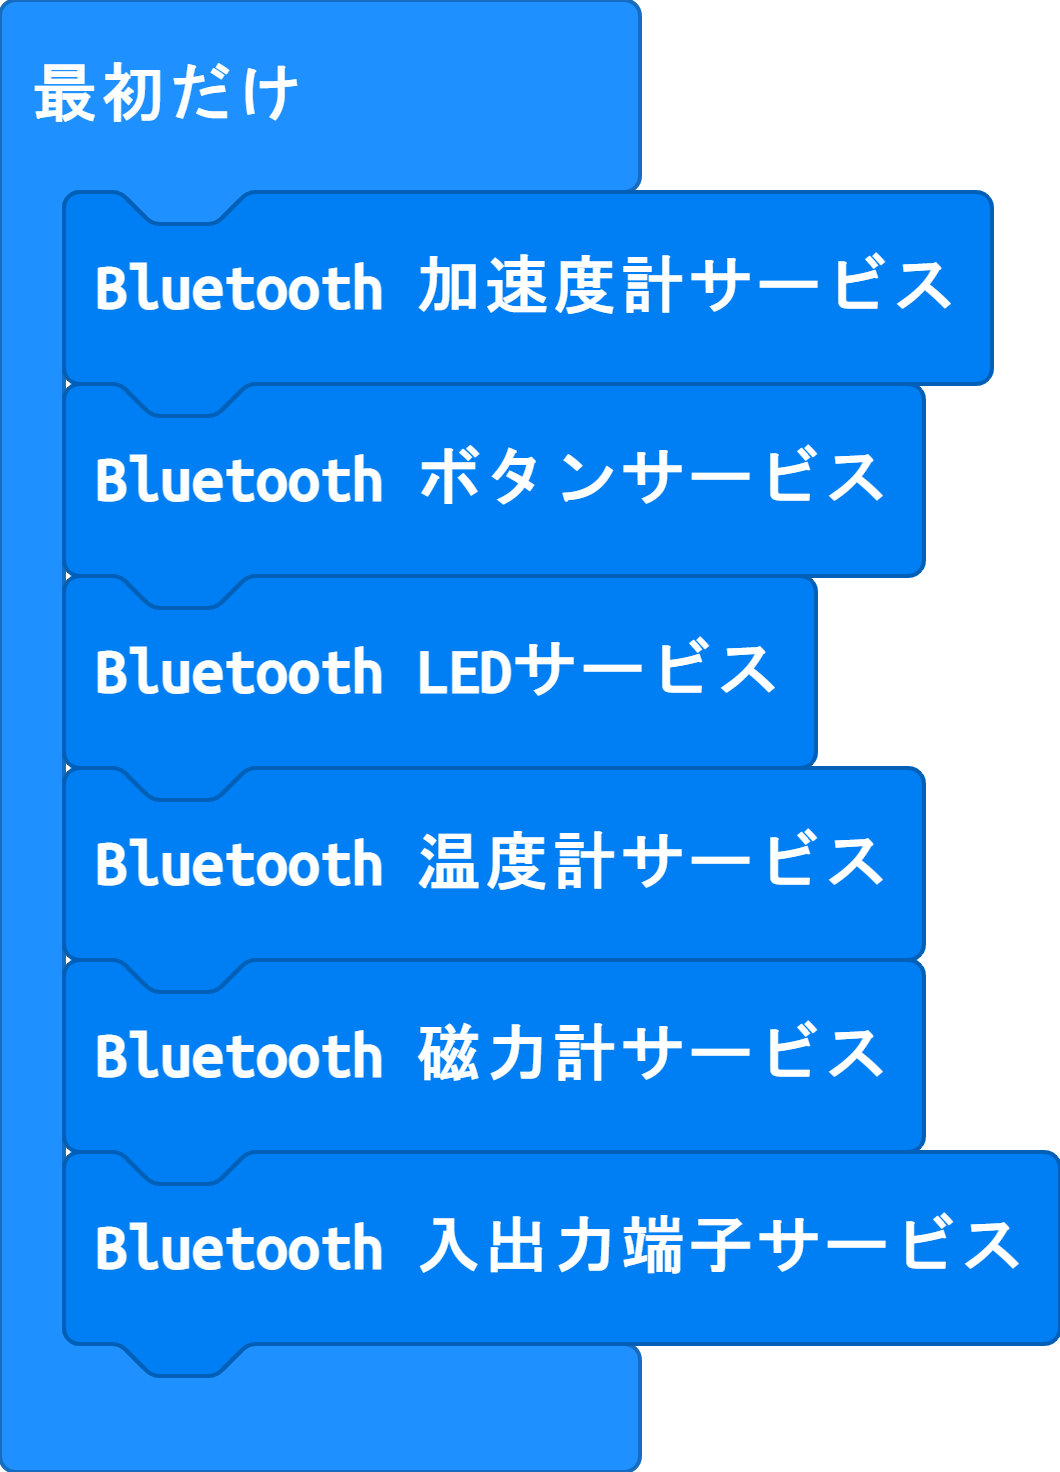 最初だけ
Bluetooth 加速度計サービス
Bluetooth ボタンサービス
Bluetooth LEDサービス
Bluetooth 温度計サービス
Bluetooth 磁力計サービス
Bluetooth 入出力端子サービス